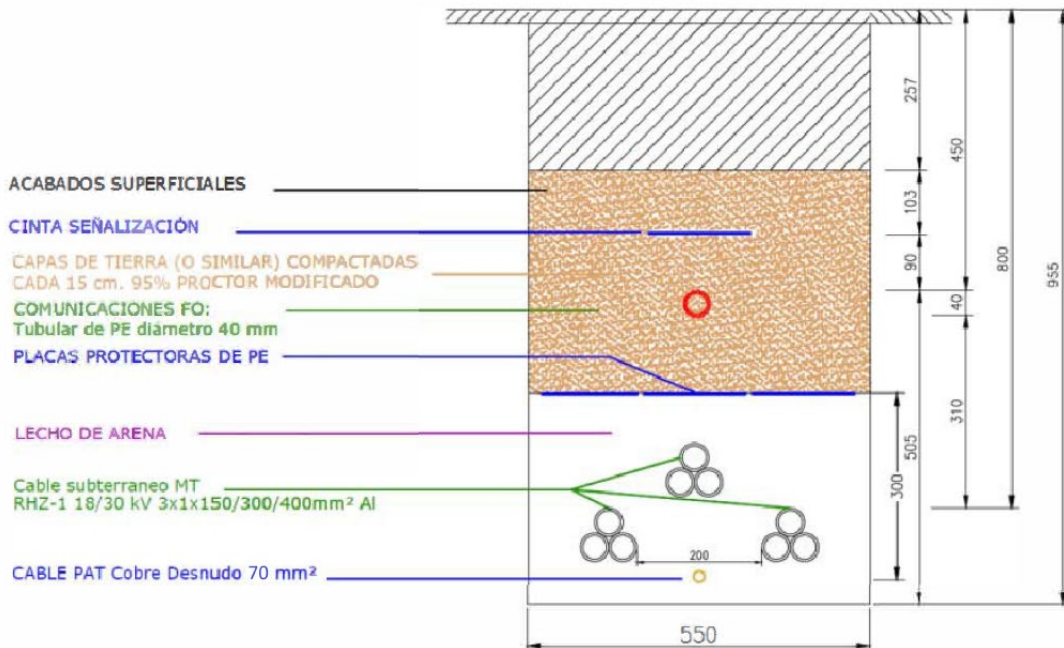 ACABADOS SUPERFICIALES
CINTA SEÑALIZACIÓN
CAPAS DE TIERRA (O SIMILAR) COMPACTADAS
CADA 15 cm. 95% PROCTOR MODIFICADO
COMUNICACIONES FO:
Tubular de PE diámetro 40 mm
PLACAS PROTECTORAS DE PE
LECHO DE ARENA
Cable subterraneo MT
RHZ-1 18/30 kV 3x1x150/300/400mm² Al
CABLE PAT Cobre Desnudo 70 mm²
200
550
257
103
90
505
300
450
40
310
800
955